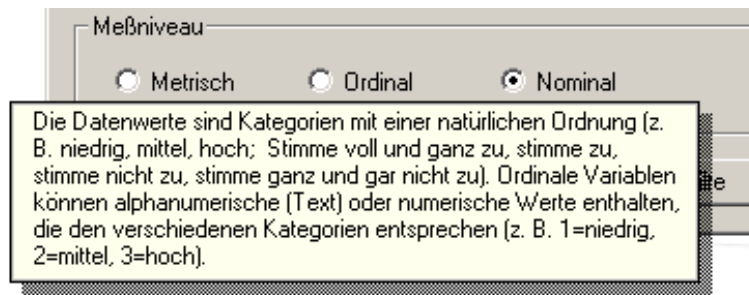 Meßniveau
Metrisch Ordinal Nominal
Die Datenwerte sind Kategorien mit einer natürlichen Ordnung (z.
B. niedrig, mittel, hoch; Stimme voll und ganz zu, stimme zu,
stimme nicht zu, stimme ganz und gar nicht zu). Ordinale Variablen
können alphanumerische (Text) oder numerische Werte enthalten,
die den verschiedenen Kategorien entsprechen (z. B. 1=niedrig,
2=mittel, 3=hoch).